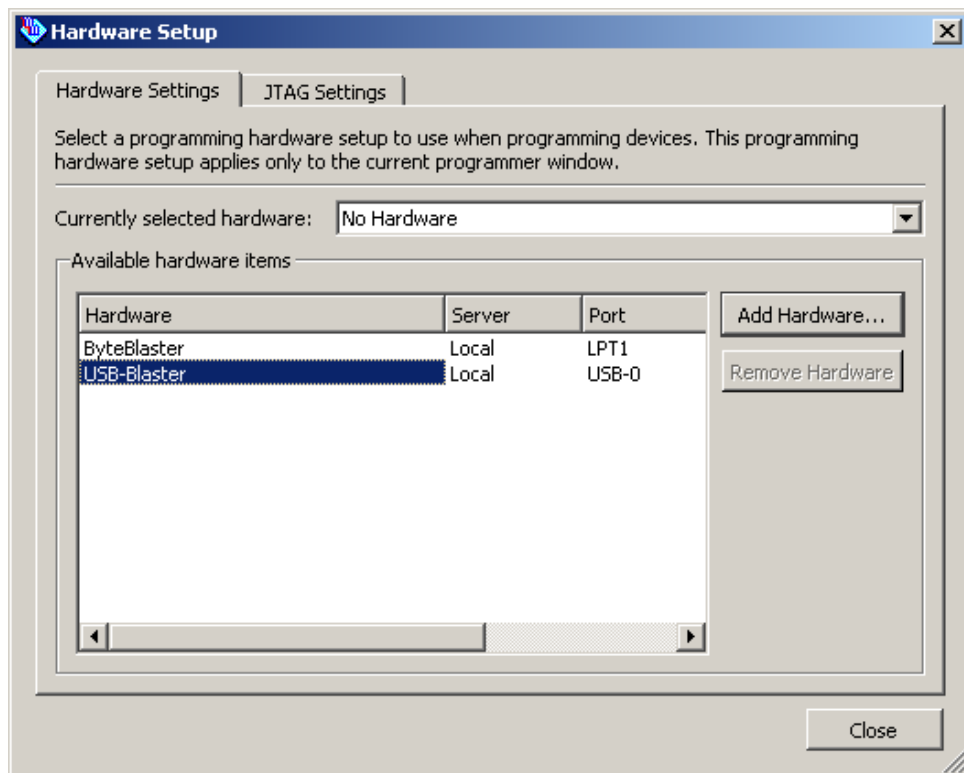 Hardware Setup
Hardware Settings
JTAG Settings
Select a programming hardware setup to use when programming devices. This programming
hardware setup applies only to the current programmer window.
Currently selected hardware:
No Hardware
Available hardware items
Hardware Server Port
Add Hardware...
ByteBlaster Local LPT1
USB-Blaster Local USB-0
Remove Hardware
Close